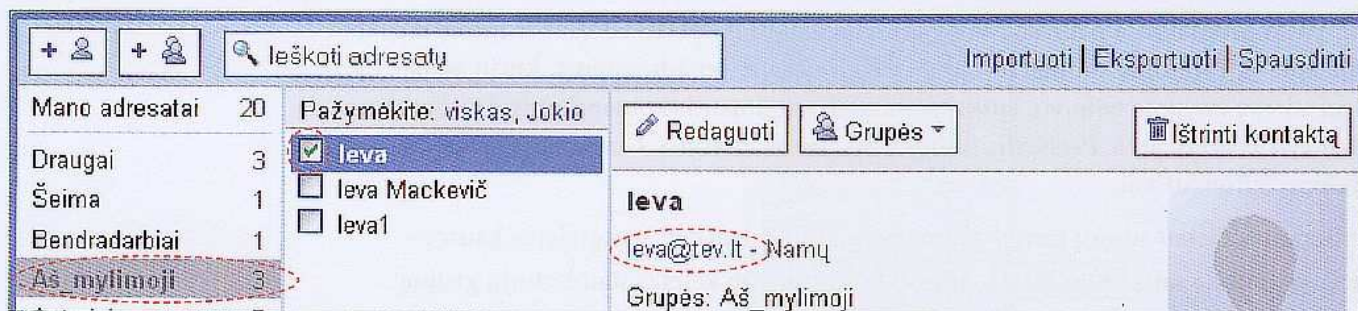 + + Ieškoti adresatų Importuoti | Eksportuoti | Spausdinti
Mano adresatai 20
Draugai 3
Šeima 1
Bendradarbiai 1
Aš_mylimoji 3
Pažymėkite: viskas, Jokio
Ieva
Ieva Mackevič
Ieva1
Redaguoti Grupės Ištrinti kontaktą
Ieva
Ieva@tev.lt - Namų
Grupės: Aš_mylimoji